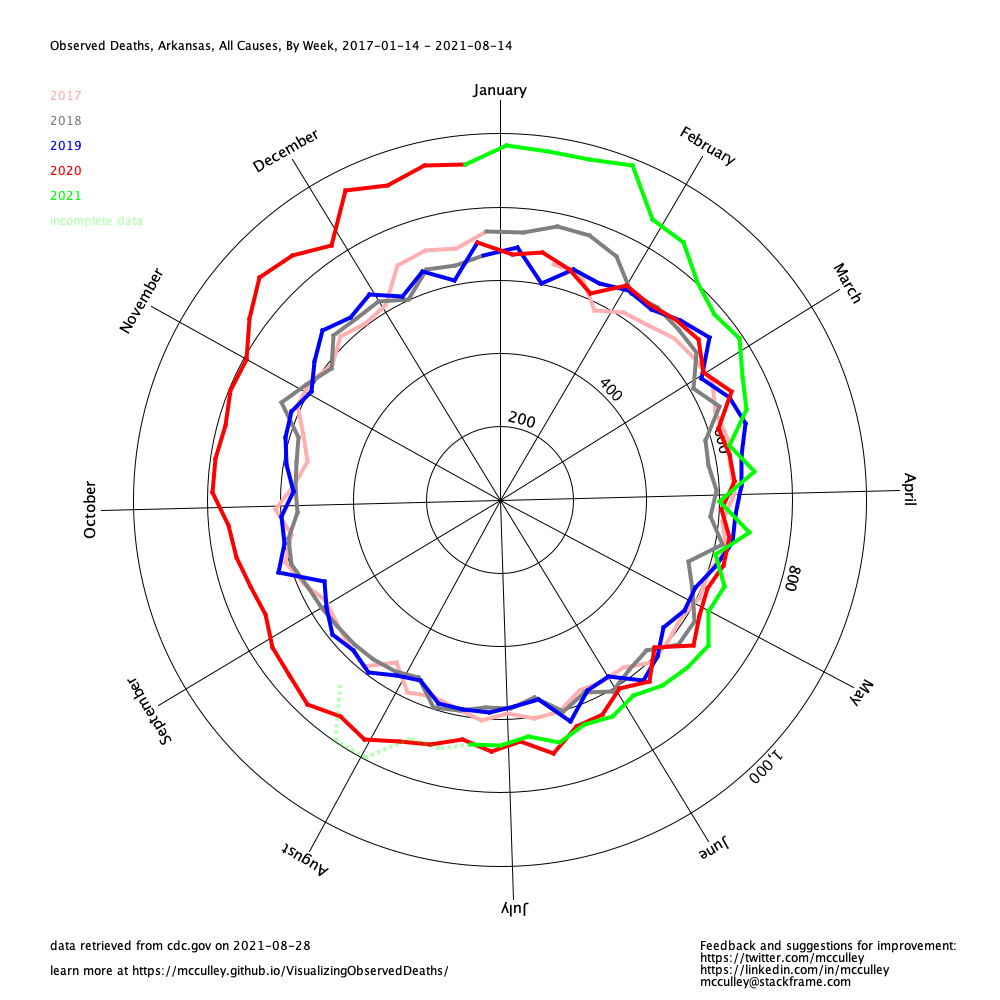 Observed Deaths, Arkansas, All Causes, By Week, 2017-01-14 - 2021-08-14
2017
2018
2019
2020
2021
incomplete data
January
February
March
April
May
June
July
August
September
October
November
December
200
400
600
800
1,000
data retrieved from cdc.gov on 2021-08-28
learn more at https://mcculley.github.io/VisualizingObservedDeaths/
Feedback and suggestions for improvement:
https://twitter.com/mcculley
https://linkedin.com/in/mcculley
mcculley@stackframe.com